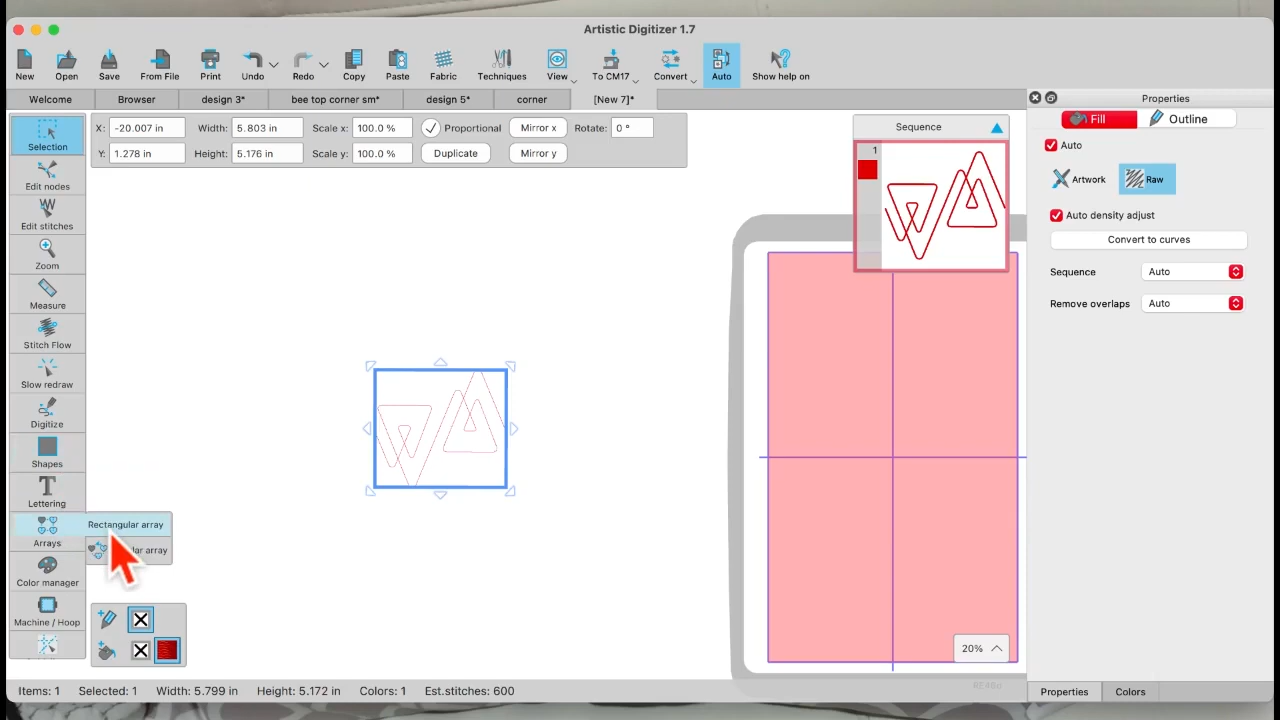 Artistic Digitizer 1.7
New Open Save From File Print Undo Redo Copy Paste Fabric Techniques View To CM17 Convert Auto Show help on
Welcome Browser design 3* bee top corner sm* design 5* corner [New 7]*
Properties
X: -20.007 in Width: 5.803 in Scale x: 100.0 % Proportional Mirror x Rotate: 0 °
Y: 1.278 in Height: 5.176 in Scale y: 100.0 % Duplicate Mirror y
Sequence
1
Fill Outline
Auto
Artwork Raw
Auto density adjust
Convert to curves
Sequence Auto
Remove overlaps Auto
Selection
Edit nodes
Edit stitches
Zoom
Measure
Stitch Flow
Slow redraw
Digitize
Shapes
Lettering
Arrays
Rectangular array
array
Color manager
Machine / Hoop
20%
Items: 1 Selected: 1 Width: 5.799 in Height: 5.172 in Colors: 1 Est.stitches: 600
Properties Colors